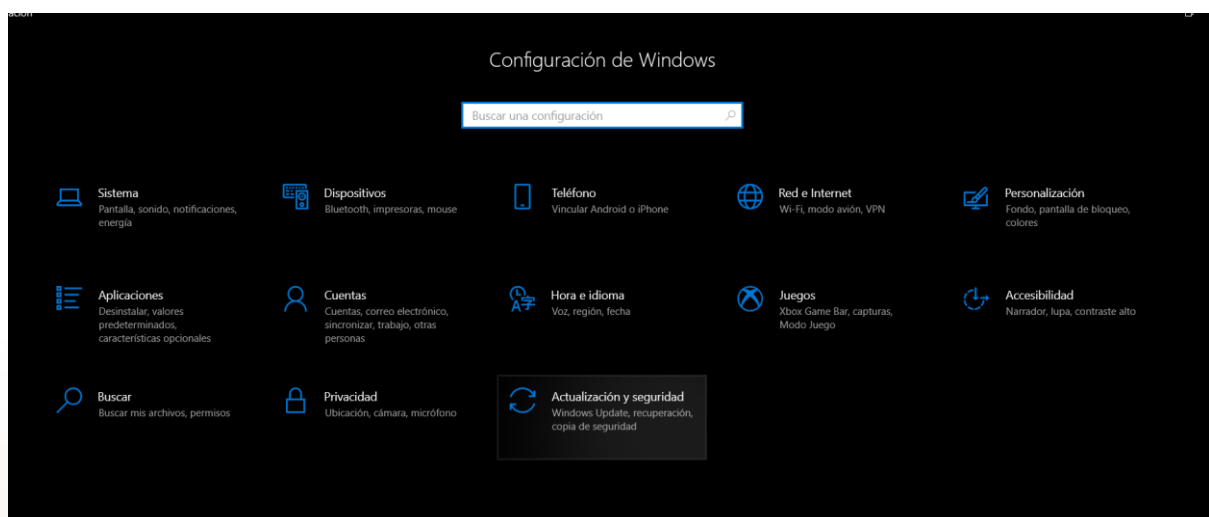 ación
Configuración de Windows
Buscar una configuración
Sistema
Pantalla, sonido, notificaciones,
energía
Dispositivos
Bluetooth, impresoras, mouse
Teléfono
Vincular Android o iPhone
Red e Internet
Wi-Fi, modo avión, VPN
Personalización
Fondo, pantalla de bloqueo,
colores
Aplicaciones
Desinstalar, valores
predeterminados,
características opcionales
Cuentas
Cuentas, correo electrónico,
sincronizar, trabajo, otras
personas
Hora e idioma
Voz, región, fecha
Juegos
Xbox Game Bar, capturas,
Modo Juego
Accesibilidad
Narrador, lupa, contraste alto
Buscar
Buscar mis archivos, permisos
Privacidad
Ubicación, cámara, micrófono
Actualización y seguridad
Windows Update, recuperación,
copia de seguridad